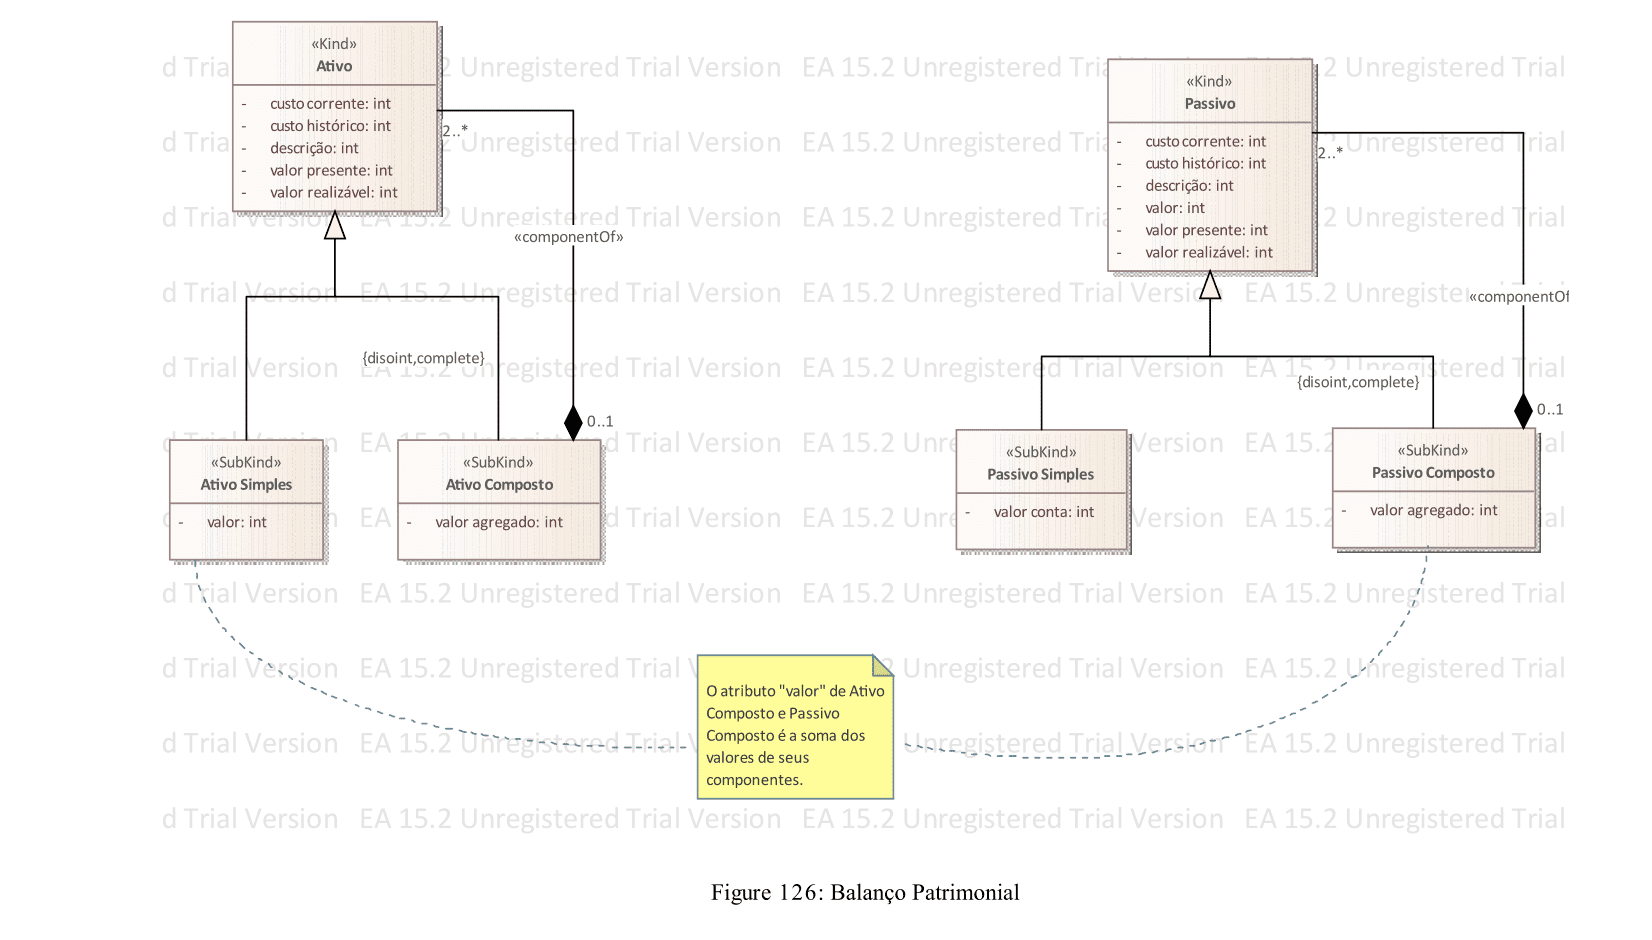 «Kind»
Ativo
- custo corrente: int
- custo histórico: int
- descrição: int
- valor presente: int
- valor realizável: int
2..*
«componentOf»
{disoint,complete}
0..1
«SubKind»
Ativo Simples
- valor: int
«SubKind»
Ativo Composto
- valor agregado: int
«Kind»
Passivo
- custo corrente: int
- custo histórico: int
- descrição: int
- valor: int
- valor presente: int
- valor realizável: int
2..*
«componentOf
{disoint,complete}
0..1
«SubKind»
Passivo Simples
- valor conta: int
«SubKind»
Passivo Composto
- valor agregado: int
O atributo "valor" de Ativo
Composto e Passivo
Composto é a soma dos
valores de seus
componentes.
d Trial Version EA 15.2 Unregistered Trial Version EA 15.2 Unregistered Trial Version EA 15.2 Unregistered Trial
Figure 126: Balanço Patrimonial